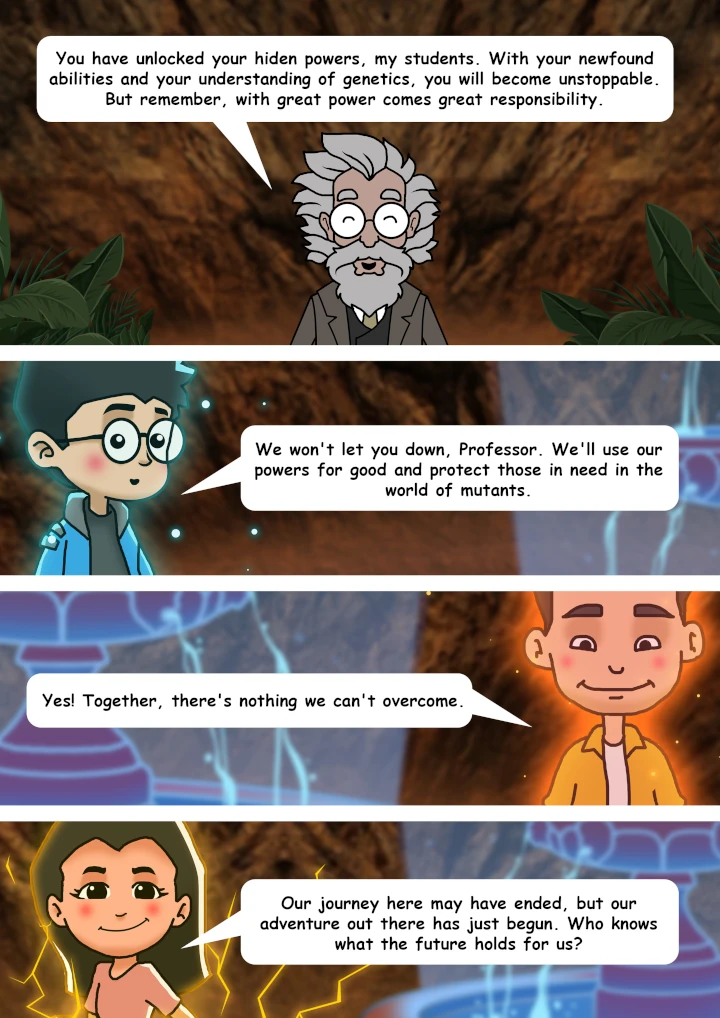 You have unlocked your hiden powers, my students. With your newfound
abilities and your understanding of genetics, you will become unstoppable.
But remember, with great power comes great responsibility.
We won't let you down, Professor. We'll use our
powers for good and protect those in need in the
world of mutants.
Yes! Together, there's nothing we can't overcome.
Our journey here may have ended, but our
adventure out there has just begun. Who knows
what the future holds for us?